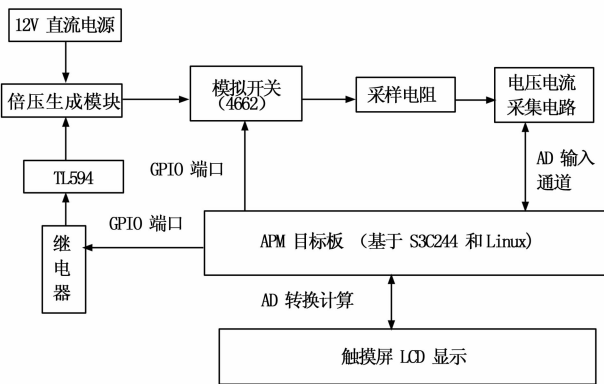 12V 直流电源
倍压生成模块
模拟开关
(4662)
采样电阻
电压电流
采集电路
TL594
GPIO 端口
AD 输入
通道
继
电
器
GPIO 端口
APM 目标板 (基于 S3C244 和 Linux)
AD 转换计算
触摸屏 LCD 显示